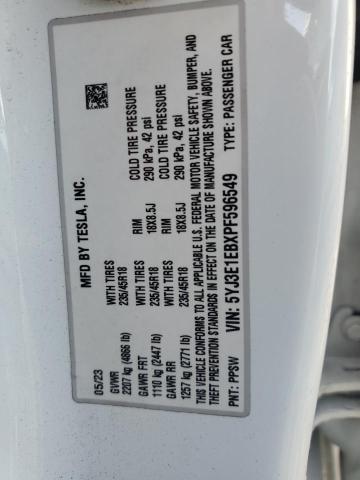 MFD BY TESLA, INC.
05/23
GVWR
2207 kg (4866 lb)
GAWR FRT WITH TIRES RIM COLD TIRE PRESSURE
1110 kg (2447 lb) 235/45R18 18X8.5J 290 kPa, 42 psi
GAWR RR WITH TIRES RIM COLD TIRE PRESSURE
1257 kg (2771 lb) 235/45R18 18X8.5J 290 kPa, 42 psi
THIS VEHICLE CONFORMS TO ALL APPLICABLE U.S. FEDERAL MOTOR VEHICLE SAFETY, BUMPER, AND
THEFT PREVENTION STANDARDS IN EFFECT ON THE DATE OF MANUFACTURE SHOWN ABOVE.
VIN: 5YJ3E1EBXPF596549
PNT: PPSW TYPE: PASSENGER CAR